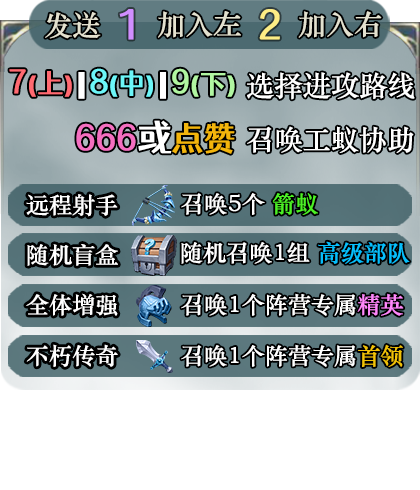 发送 1 加入左 2 加入右
7(上)|8(中)|9(下) 选择进攻路线
666或点赞 召唤工蚁协助
远程射手 召唤5个 箭蚁
随机盲盒 ? 随机召唤1组 高级部队
全体增强 召唤1个阵营专属精英
不朽传奇 召唤1个阵营专属首领